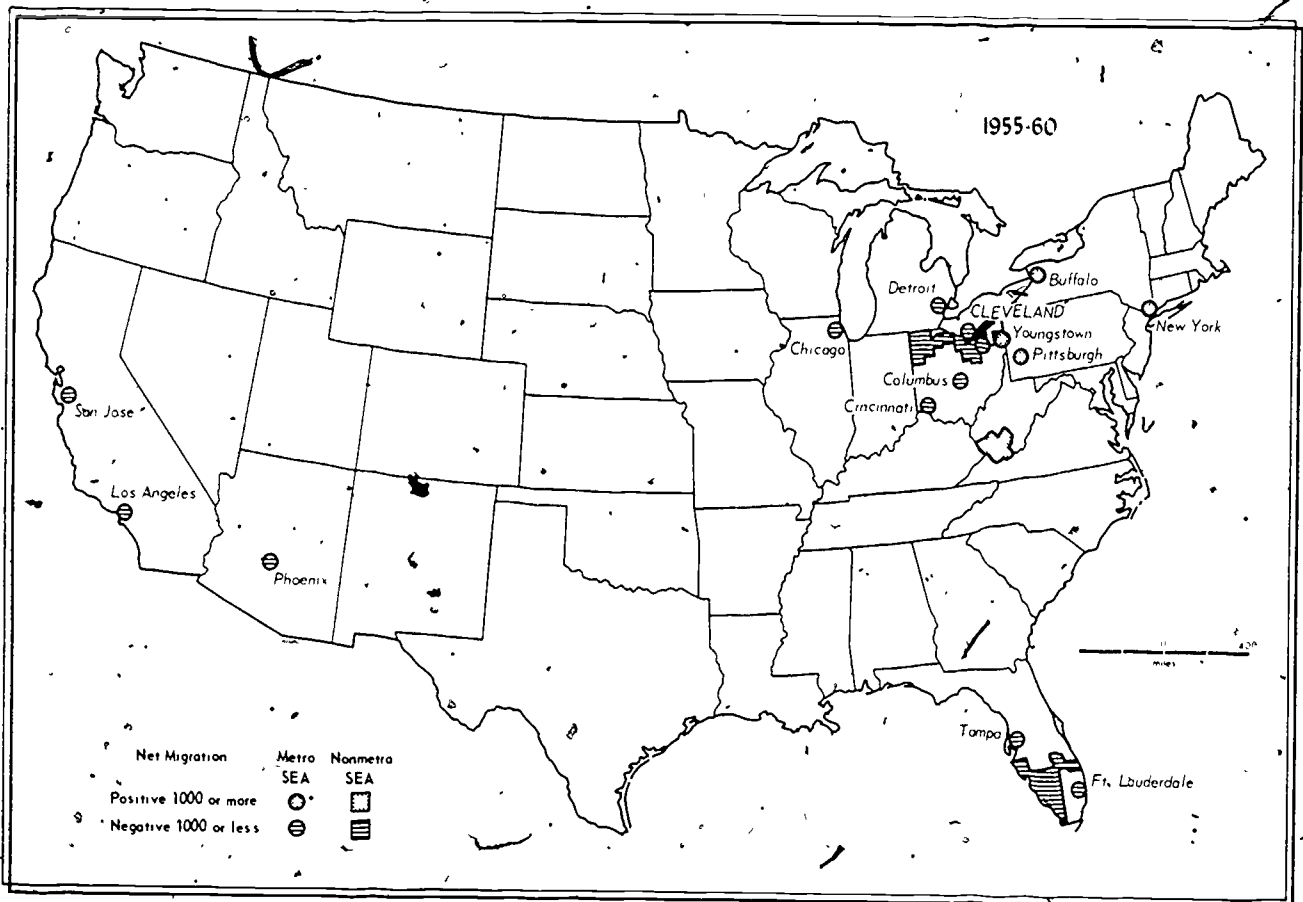 1955-60
Buffalo
Detroit
CLEVELAND
New York
Youngstown
Chicago
Pittsburgh
Columbus
Cincinnati
San Jose
Los Angeles
Phoenix
miles
Tampa
Ft. Lauderdale
Net Migration Metro Nonmetro
SEA SEA
Positive 1000 or more
Negative 1000 or less